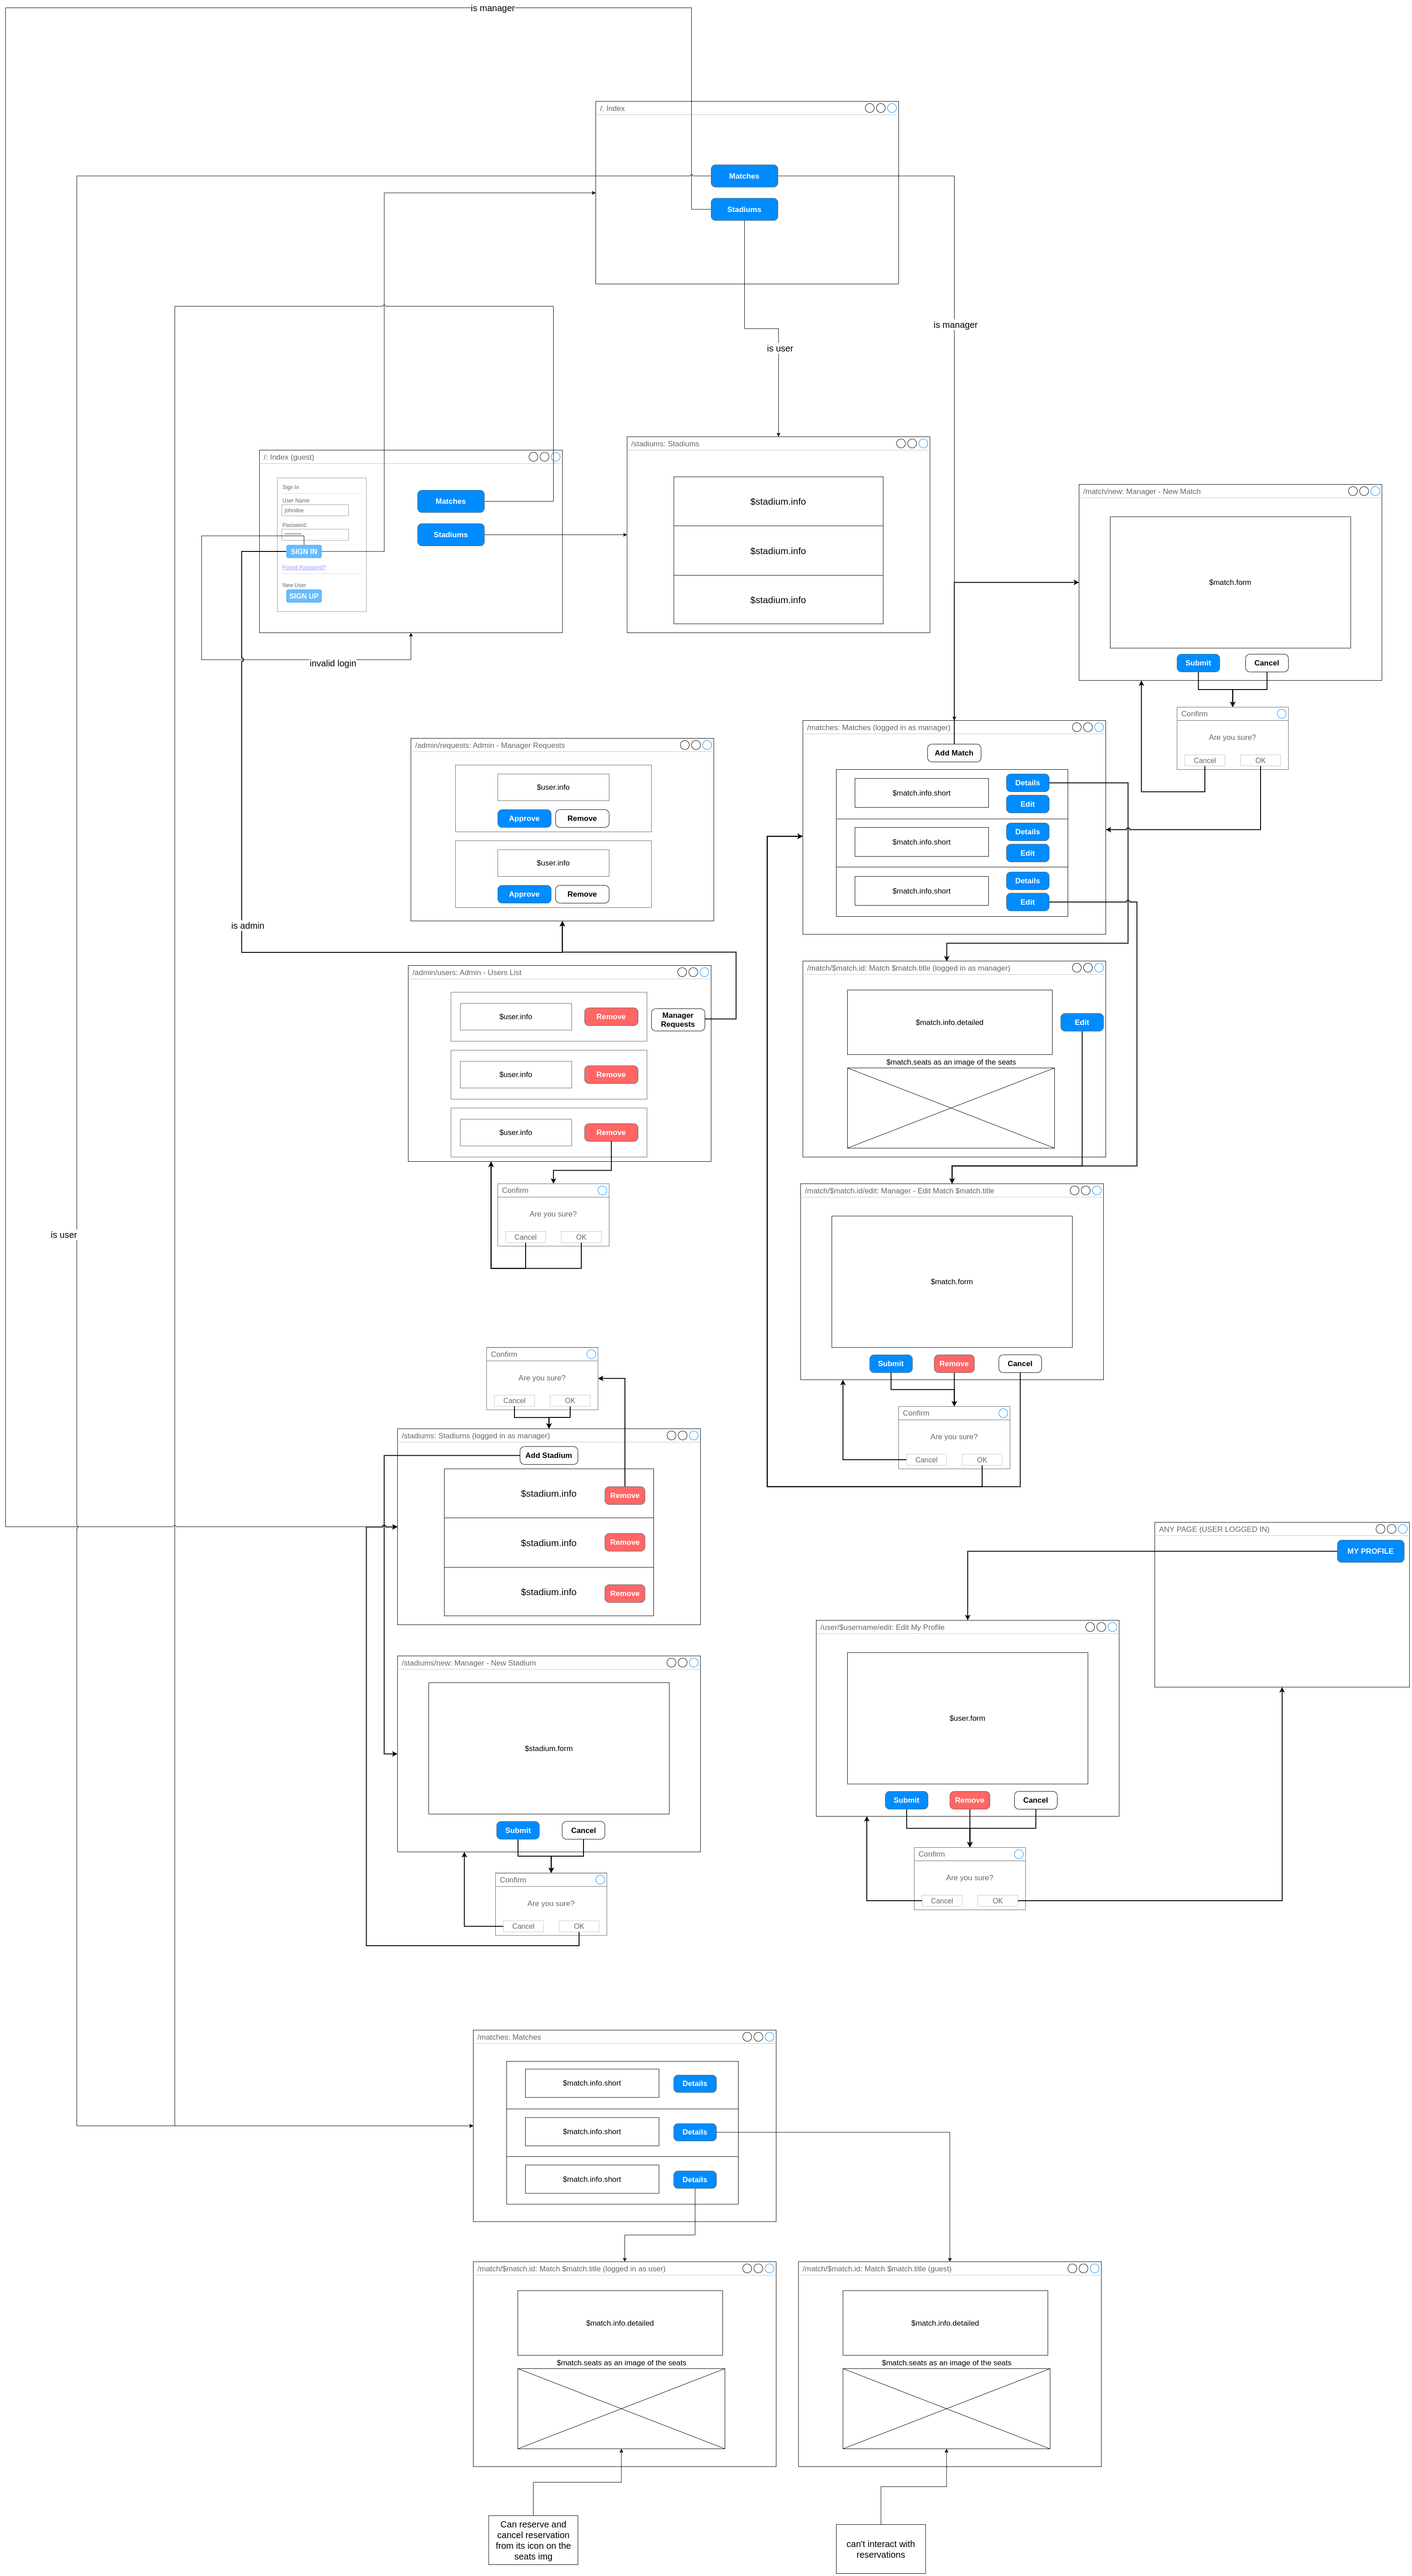 is manager
/: Index
Matches
Stadiums
is manager
is user
/: Index (guest)
Sign In
User Name:
johndoe
Password:
*********
SIGN IN
Forgot Password?
New User
SIGN UP
Matches
Stadiums
invalid login
/stadiums: Stadiums
$stadium.info
$stadium.info
$stadium.info
/match/new: Manager - New Match
$match.form
Submit
Cancel
Confirm
Are you sure?
Cancel
OK
/matches: Matches (logged in as manager)
Add Match
$match.info.short
Details
Edit
$match.info.short
Details
Edit
$match.info.short
Details
Edit
/admin/requests: Admin - Manager Requests
$user.info
Approve
Remove
$user.info
Approve
Remove
is admin
/admin/users: Admin - Users List
$user.info
Remove
Manager
Requests
$user.info
Remove
$user.info
Remove
Confirm
Are you sure?
Cancel
OK
/match/$match.id: Match $match.title (logged in as manager)
$match.info.detailed
Edit
$match.seats as an image of the seats
/match/$match.id/edit: Manager - Edit Match $match.title
$match.form
Submit
Remove
Cancel
Confirm
Are you sure?
Cancel
OK
is user
Confirm
Are you sure?
Cancel
OK
/stadiums: Stadiums (logged in as manager)
Add Stadium
$stadium.info
Remove
$stadium.info
Remove
$stadium.info
Remove
/stadiums/new: Manager - New Stadium
$stadium.form
Submit
Cancel
Confirm
Are you sure?
Cancel
OK
ANY PAGE (USER LOGGED IN)
MY PROFILE
/user/$username/edit: Edit My Profile
$user.form
Submit
Remove
Cancel
Confirm
Are you sure?
Cancel
OK
/matches: Matches
$match.info.short
Details
$match.info.short
Details
$match.info.short
Details
/match/$match.id: Match $match.title (logged in as user)
$match.info.detailed
$match.seats as an image of the seats
/match/$match.id: Match $match.title (guest)
$match.info.detailed
$match.seats as an image of the seats
Can reserve and
cancel reservation
from its icon on the
seats img
can't interact with
reservations